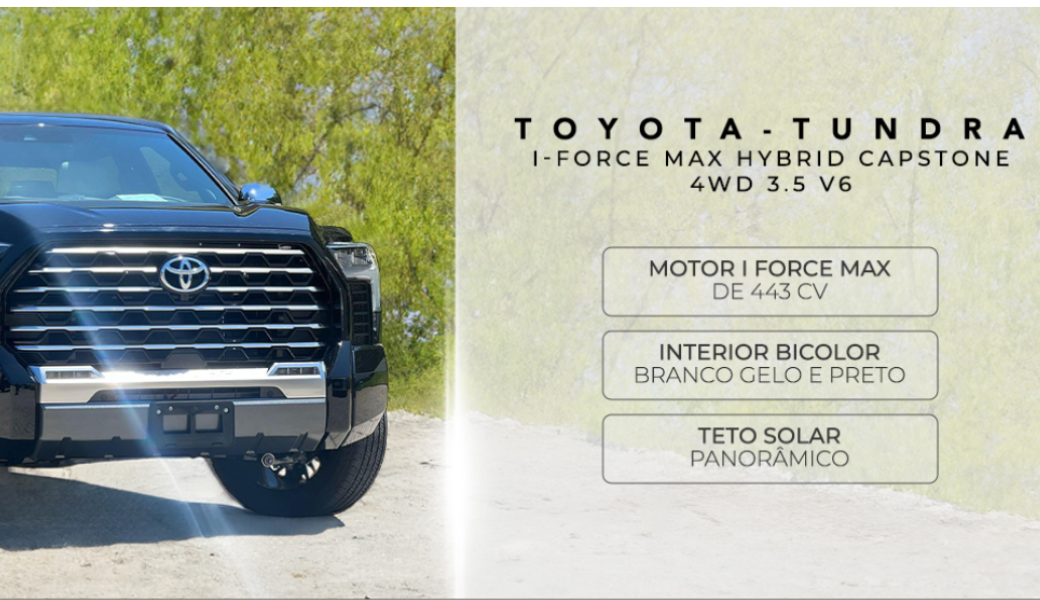 TOYOTA-TUNDRA
I-FORCE MAX HYBRID CAPSTONE
4WD 3.5 V6
MOTOR I FORCE MAX
DE 443 CV
INTERIOR BICOLOR
BRANCO GELO E PRETO
TETO SOLAR
PANORÂMICO